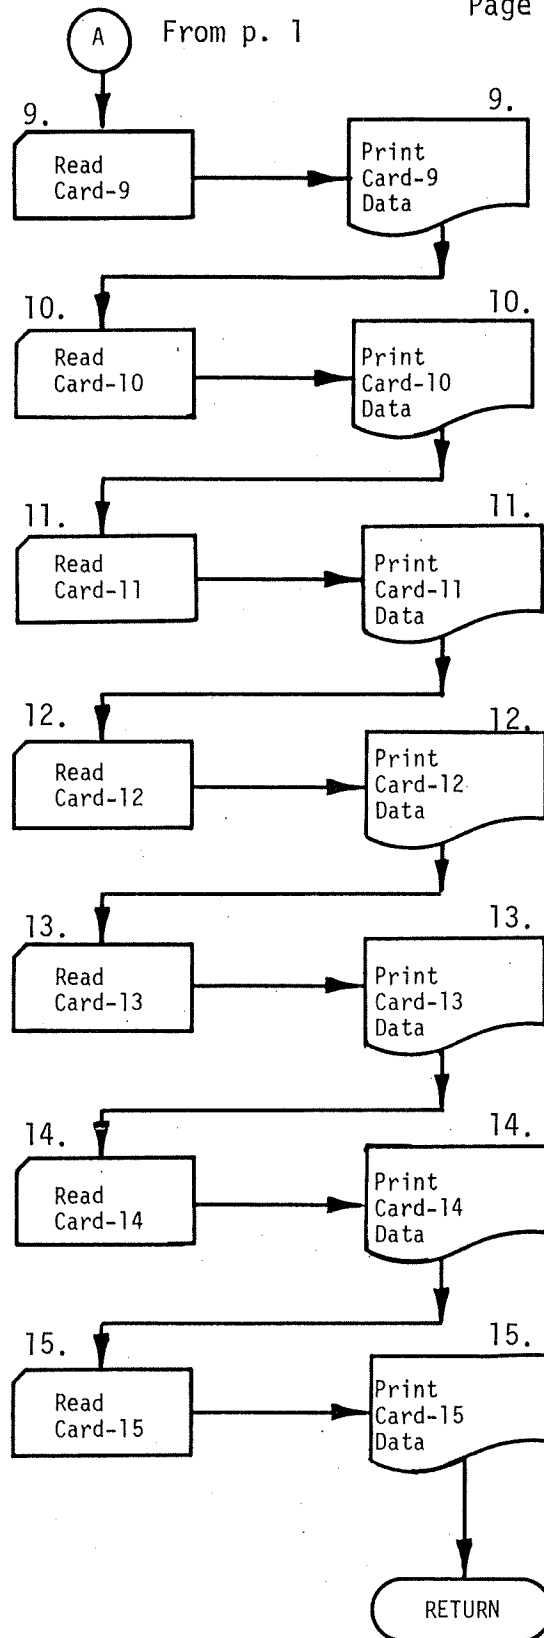 Page
A
From p. 1
9.
Read
Card-9
9.
Print
Card-9
Data
10.
Read
Card-10
10.
Print
Card-10
Data
11.
Read
Card-11
11.
Print
Card-11
Data
12.
Read
Card-12
12.
Print
Card-12
Data
13.
Read
Card-13
13.
Print
Card-13
Data
14.
Read
Card-14
14.
Print
Card-14
Data
15.
Read
Card-15
15.
Print
Card-15
Data
RETURN